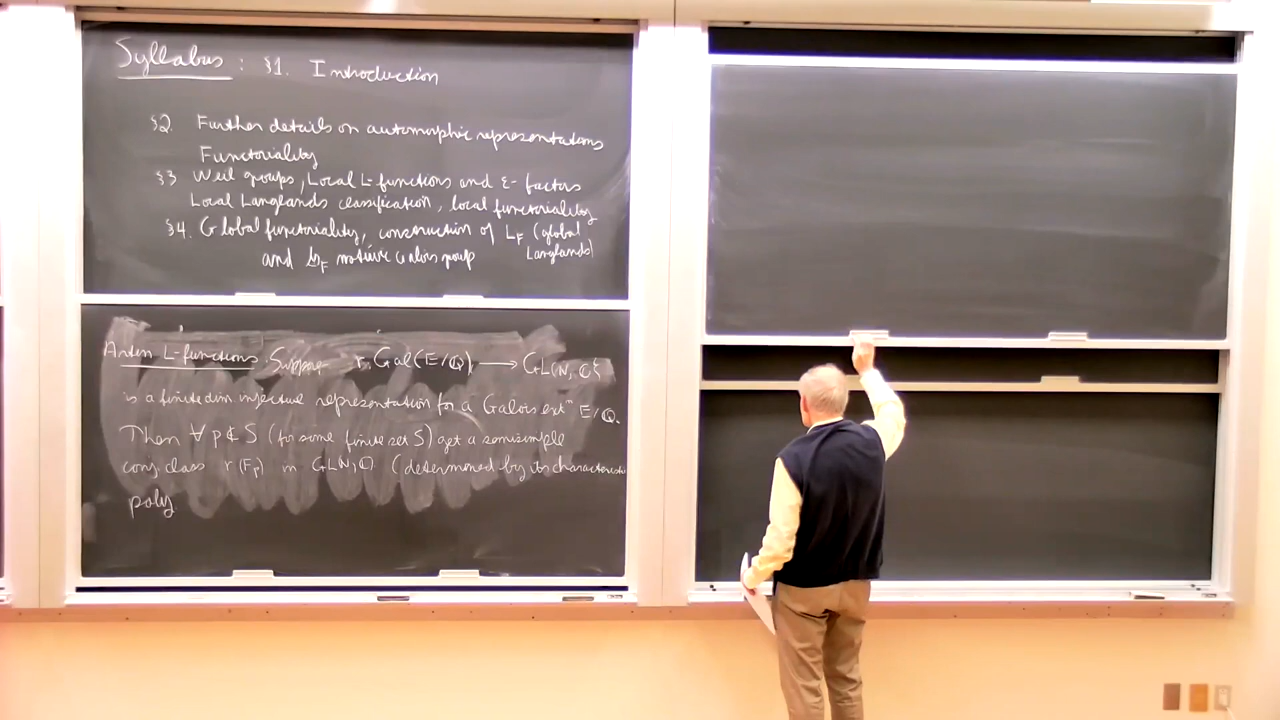 Syllabus : §1. Introduction
§2. Further details on automorphic representations
Functoriality
§3 Weil groups, Local L-functions and ε-factors
Local Langlands classification, local functoriality
§4. Global functoriality, construction of L_F (global
and G_F motivic Galois group Langlands)
Artin L-functions. Suppose r: Gal(E/ℚ) → GL(N, ℂ)
is a finite dim injective representation for a Galois extⁿ E/ℚ.
Then ∀ p ∉ S (for some finite set S) get a semisimple
conj class r(F_p) in GL(N, ℂ) (determined by its characteristic
poly.